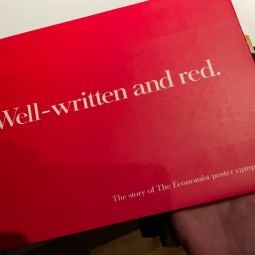 Well-written and red.
The story of The Economist poster